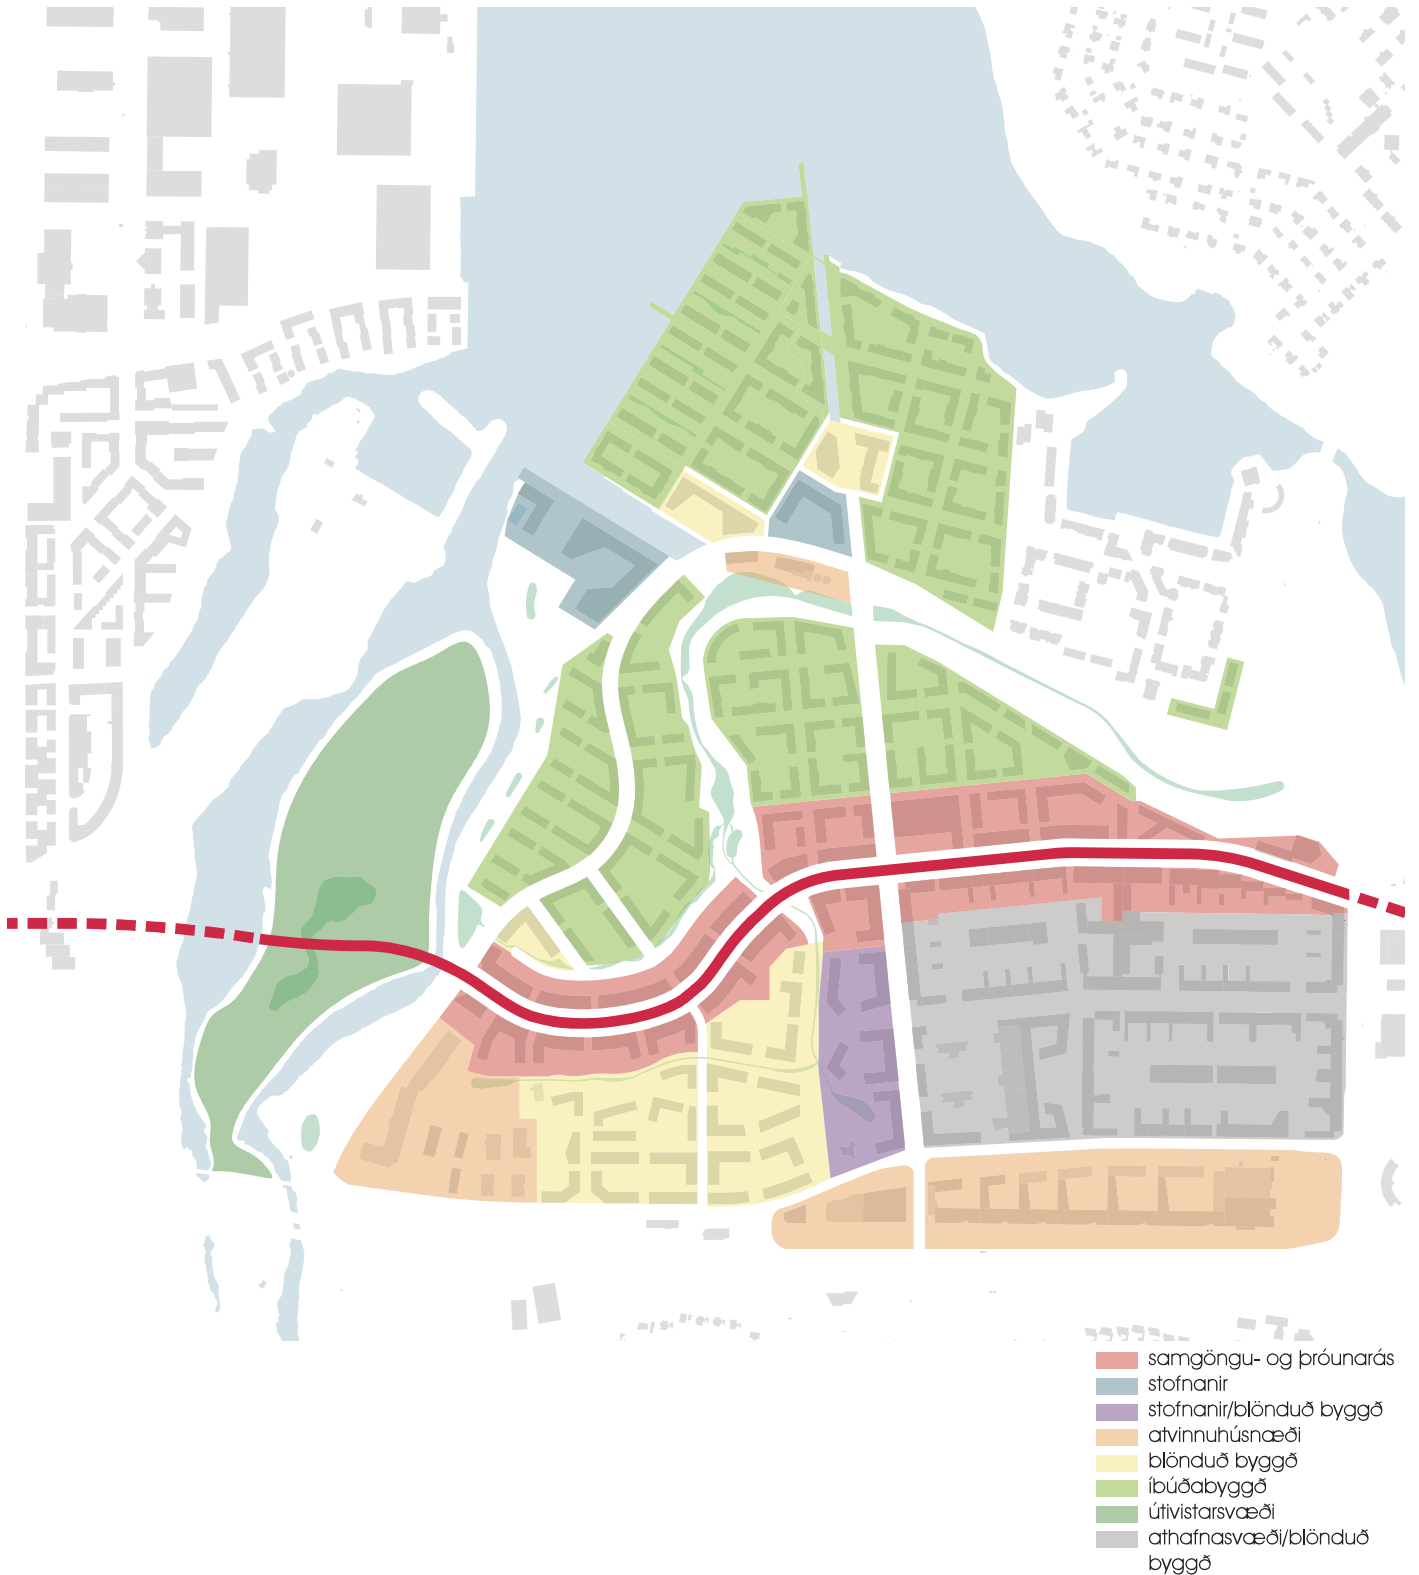 samgöngu- og þróunarás
stofnanir
stofnanir/blönduð byggð
atvinnuhúsnæði
blönduð byggð
íbúðabyggð
útivistarsvæði
athafnasvæði/blönduð
byggð